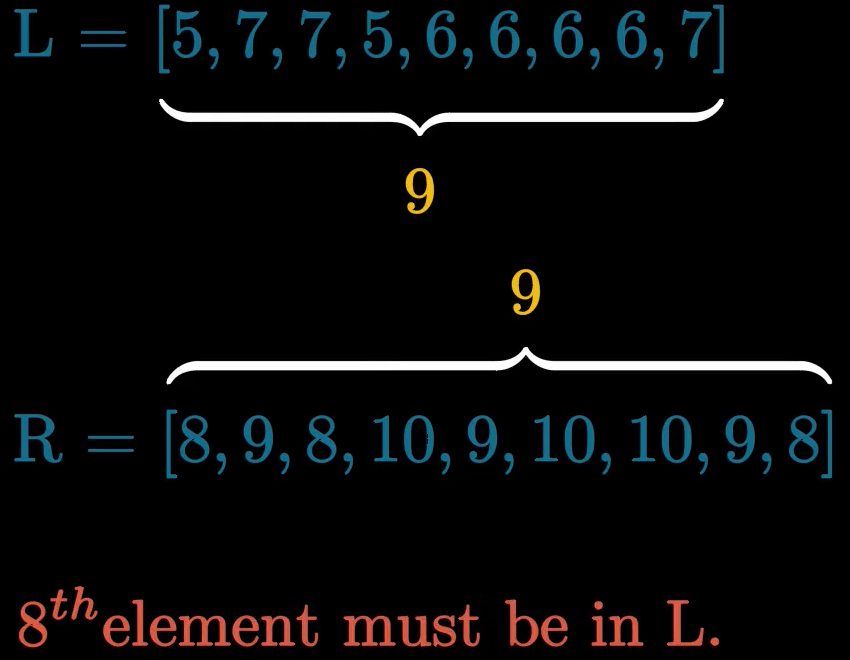 L = [5, 7, 7, 5, 6, 6, 6, 6, 7]
9
9
R = [8, 9, 8, 10, 9, 10, 10, 9, 8]
8th element must be in L.